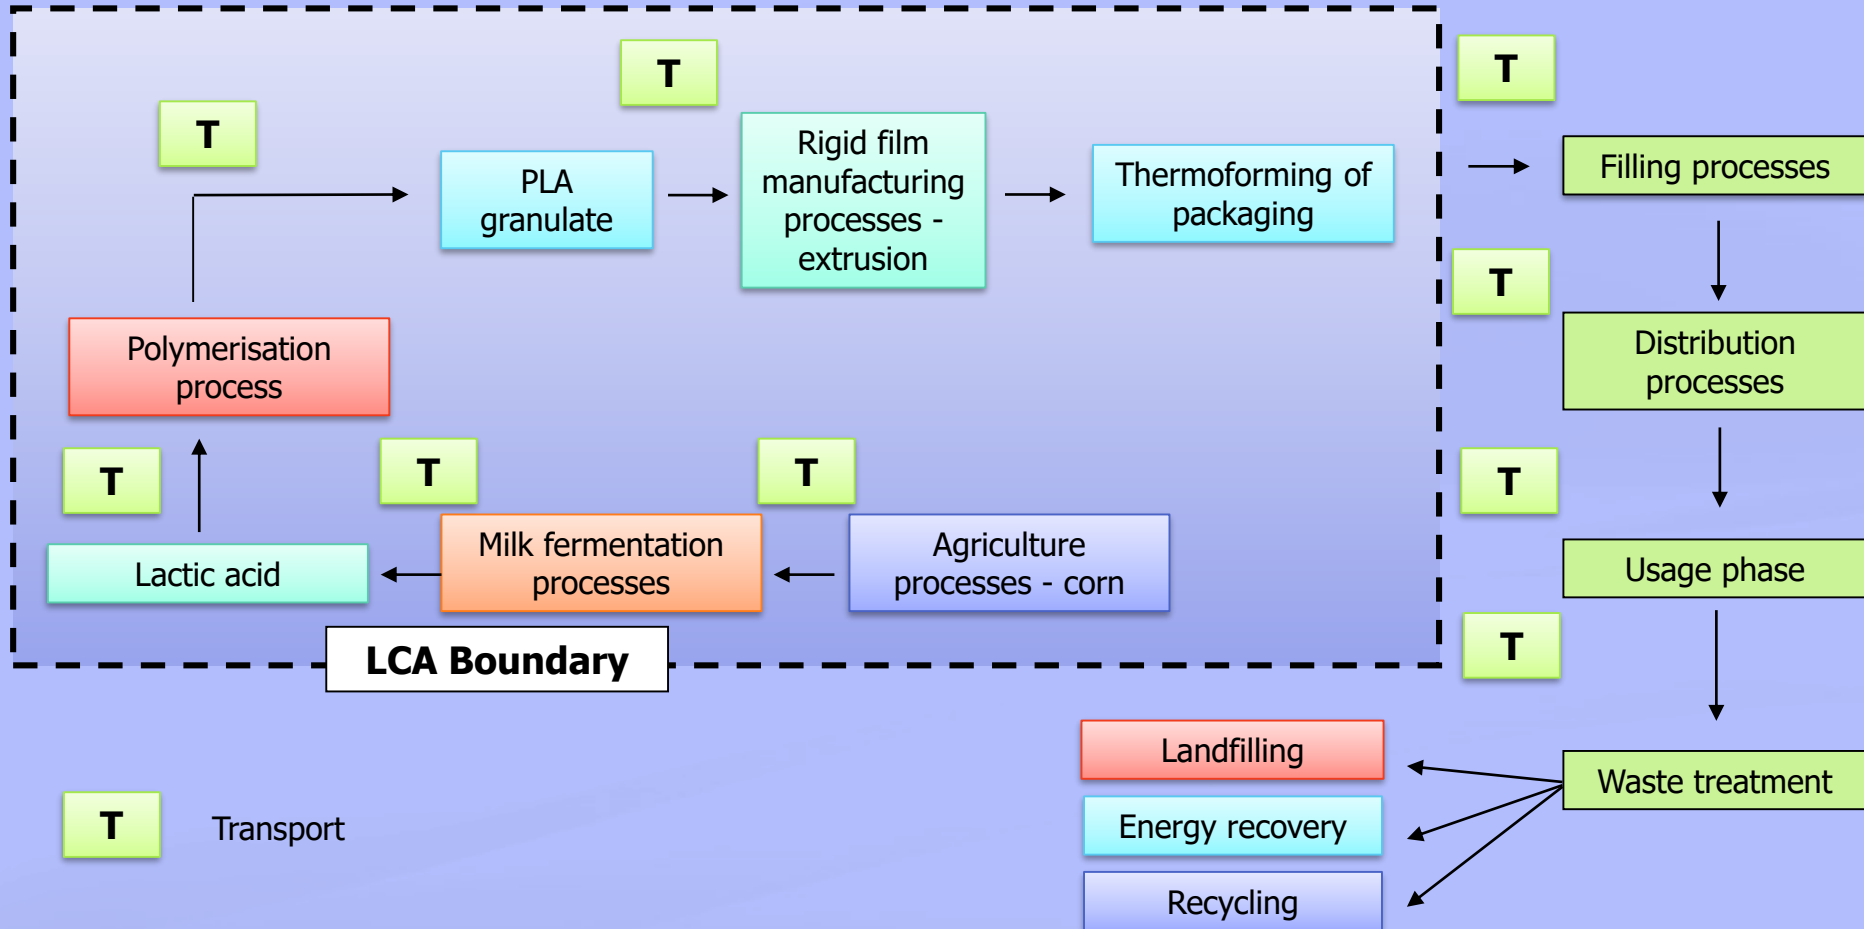 T
T
T
T
PLA
granulate
Rigid film
manufacturing
processes -
extrusion
Thermoforming of
packaging
Filling processes
T
Polymerisation
process
Distribution
processes
T
T
T
T
Lactic acid
Milk fermentation
processes
Agriculture
processes - corn
Usage phase
T
LCA Boundary
Landfilling
Energy recovery
Recycling
Waste treatment
T
Transport